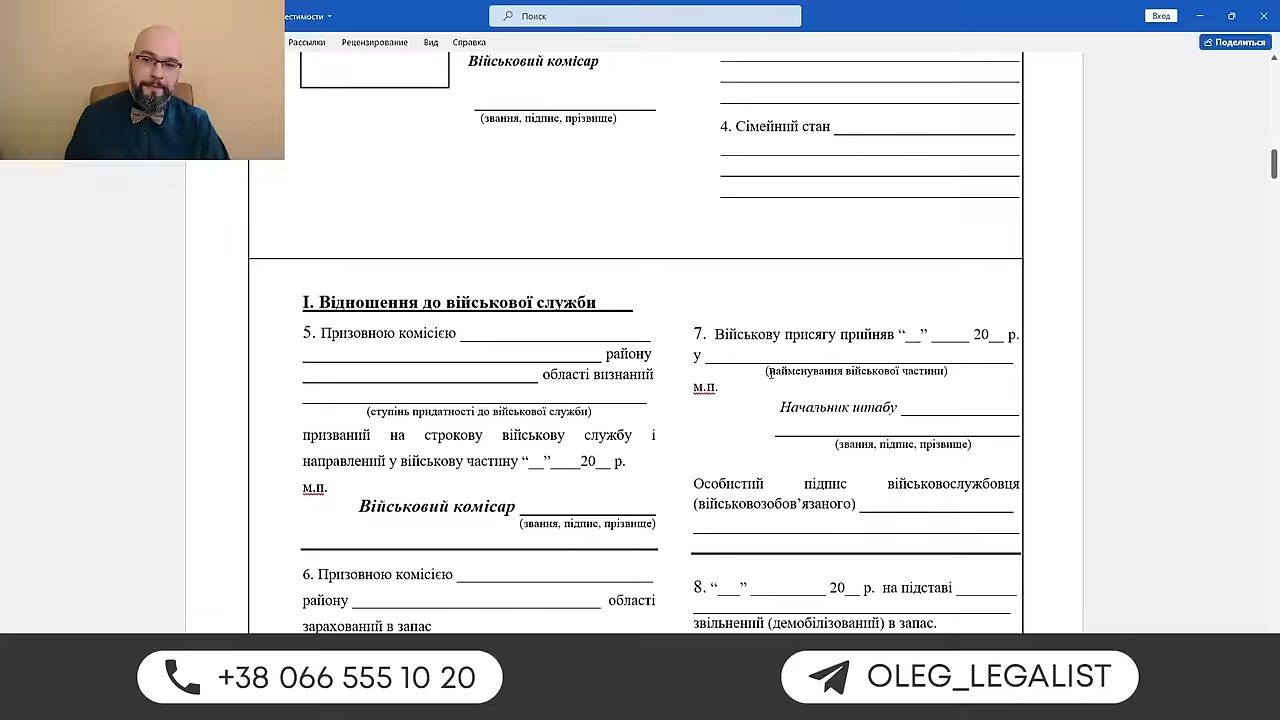 естимости
Поиск
Вход
Рассылки Рецензирование Вид Справка
Поделиться
Військовий комісар
(звання, підпис, прізвище)
4. Сімейний стан
I. Відношення до військової служби
5. Призовною комісією
району
області визнаний
(ступінь придатності до військової служби)
призваний на строкову військову службу і
направлений у військову частину “__”____20__ р.
м.п.
Військовий комісар
(звання, підпис, прізвище)
6. Призовною комісією
району області
зарахований в запас
7. Військову присягу прийняв “__” _____ 20__ р.
у
(найменування військової частини)
м.п.
Начальник штабу
(звання, підпис, прізвище)
Особистий підпис військовослужбовця
(військовозобов’язаного)
8. “___” __________ 20__ р. на підставі ________
звільнений (демобілізований) в запас.
+38 066 555 10 20
OLEG_LEGALIST